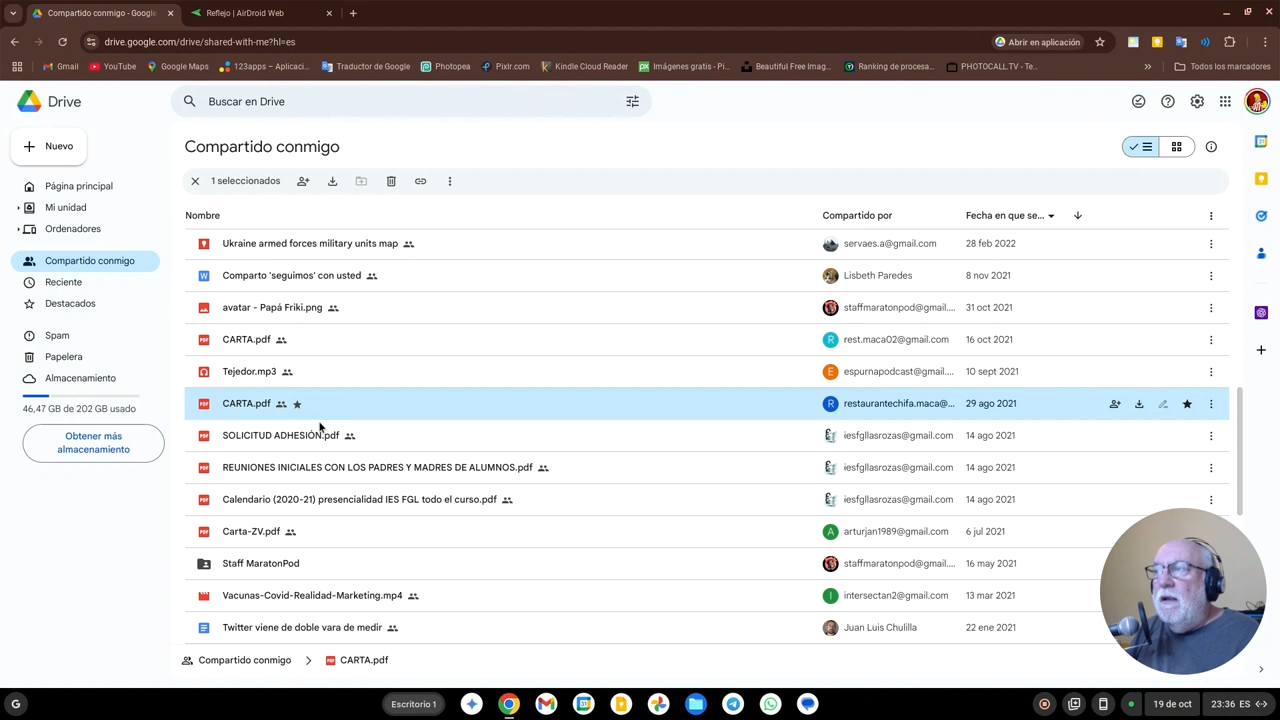 Compartido conmigo - Google
Reflejo | AirDroid Web
drive.google.com/drive/shared-with-me?hl=es
Abrir en aplicación
Gmail
YouTube
Google Maps
123apps – Aplicaci...
Traductor de Google
Photopea
Pixlr.com
Kindle Cloud Reader
Imágenes gratis - Pi...
Beautiful Free Imag...
Ranking de procesa...
PHOTOCALL.TV - Te...
Todos los marcadores
Drive
Buscar en Drive
Nuevo
Página principal
Mi unidad
Ordenadores
Compartido conmigo
Reciente
Destacados
Spam
Papelera
Almacenamiento
46,47 GB de 202 GB usado
Obtener más
almacenamiento
Compartido conmigo
1 seleccionados
Nombre Compartido por Fecha en que se...
Ukraine armed forces military units map servaes.a@gmail.com 28 feb 2022
Comparto 'seguimos' con usted Lisbeth Paredes 8 nov 2021
avatar - Papá Friki.png staffmaratonpod@gmail.... 31 oct 2021
CARTA.pdf R rest.maca02@gmail.com 16 oct 2021
Tejedor.mp3 E espurnapodcast@gmail.... 10 sept 2021
CARTA.pdf R restaurantechifa.maca@... 29 ago 2021
SOLICITUD ADHESIÓN.pdf iesfgllasrozas@gmail.com 14 ago 2021
REUNIONES INICIALES CON LOS PADRES Y MADRES DE ALUMNOS.pdf iesfgllasrozas@gmail.com 14 ago 2021
Calendario (2020-21) presencialidad IES FGL todo el curso.pdf iesfgllasrozas@gmail.com 14 ago 2021
Carta-ZV.pdf A arturjan1989@gmail.com 6 jul 2021
Staff MaratonPod staffmaratonpod@gmail.... 16 may 2021
Vacunas-Covid-Realidad-Marketing.mp4 I intersectan2@gmail.com 13 mar 2021
Twitter viene de doble vara de medir Juan Luis Chulilla 22 ene 2021
Compartido conmigo CARTA.pdf
G
Escritorio 1
19 de oct
23:36 ES